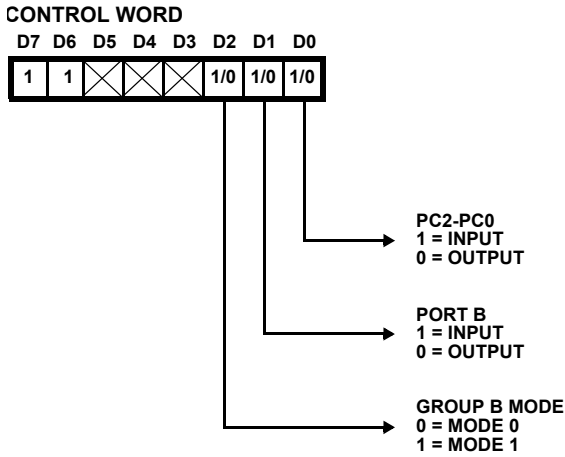 CONTROL WORD
D7 D6 D5 D4 D3 D2 D1 D0
1 1 1/0 1/0 1/0
PC2-PC0
1 = INPUT
0 = OUTPUT
PORT B
1 = INPUT
0 = OUTPUT
GROUP B MODE
0 = MODE 0
1 = MODE 1